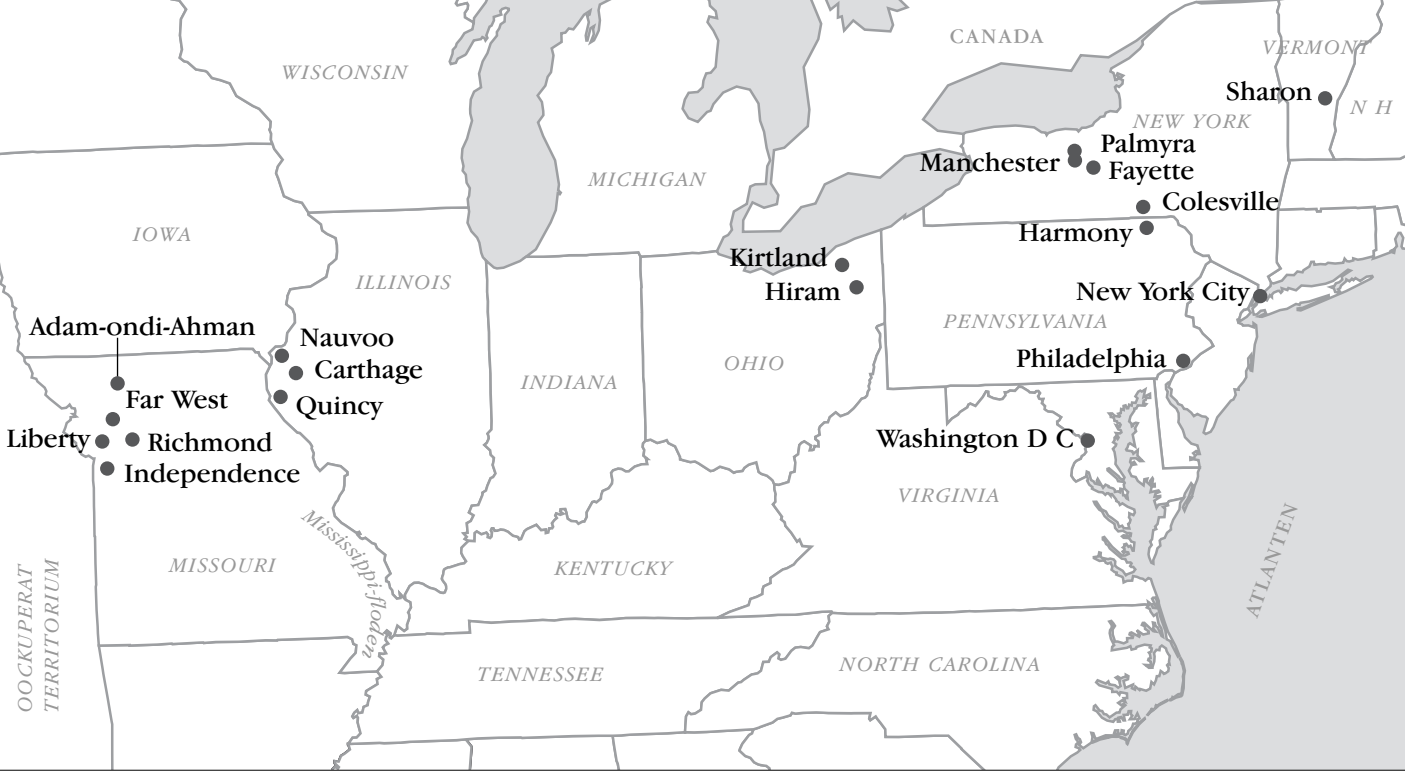 CANADA
VERMONT
WISCONSIN
Sharon
N H
NEW YORK
Palmyra
Manchester
Fayette
MICHIGAN
Colesville
IOWA
Harmony
Kirtland
ILLINOIS
Hiram
New York City
PENNSYLVANIA
Adam-ondi-Ahman
Nauvoo
Philadelphia
Carthage
OHIO
INDIANA
Far West
Quincy
Liberty
Richmond
Washington D C
Independence
VIRGINIA
Mississippi-floden
ATLANTEN
MISSOURI
KENTUCKY
OOCKUPERAT
TERRITORIUM
TENNESSEE
NORTH CAROLINA